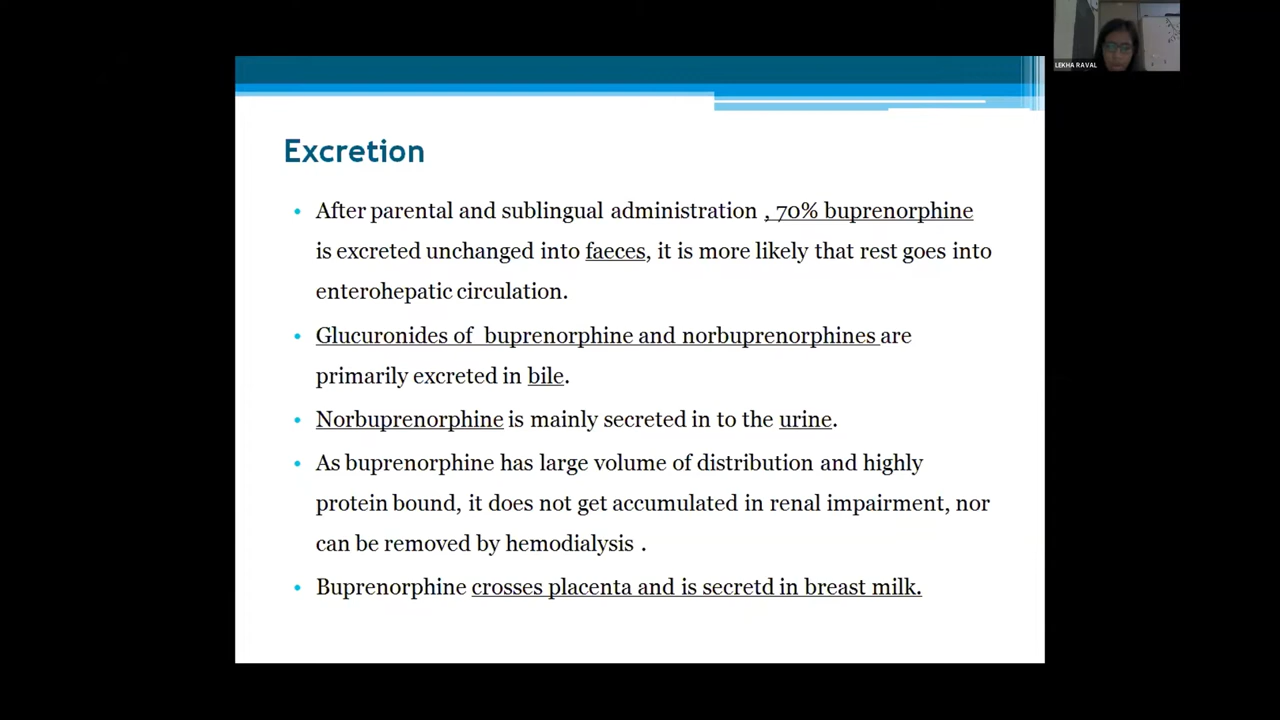 LEKHA RAVAL
Excretion
• After parental and sublingual administration , 70% buprenorphine
is excreted unchanged into faeces, it is more likely that rest goes into
enterohepatic circulation.
• Glucuronides of buprenorphine and norbuprenorphines are
primarily excreted in bile.
• Norbuprenorphine is mainly secreted in to the urine.
• As buprenorphine has large volume of distribution and highly
protein bound, it does not get accumulated in renal impairment, nor
can be removed by hemodialysis .
• Buprenorphine crosses placenta and is secretd in breast milk.